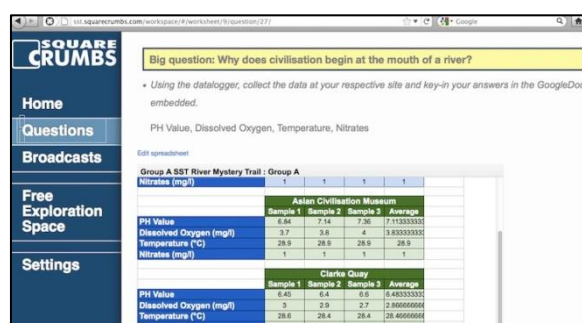 sst.squarecrumbs.com/workspace/#/worksheet/9/question/27/
Google
SQUARE
CRUMBS
Home
Questions
Broadcasts
Free
Exploration
Space
Settings
Big question: Why does civilisation begin at the mouth of a river?
• Using the datalogger, collect the data at your respective site and key-in your answers in the GoogleDoc
embedded.
PH Value, Dissolved Oxygen, Temperature, Nitrates
Edit spreadsheet
Group A SST River Mystery Trail : Group A
Nitrates (mg/l) 1 1 1 1
Asian Civilisation Museum
Sample 1 Sample 2 Sample 3 Average
PH Value 6.84 7.14 7.36 7.113333333
Dissolved Oxygen (mg/l) 3.7 3.8 4 3.833333333
Temperature (°C) 28.9 28.9 28.9 28.9
Nitrates (mg/l) 1 1 1 1
Clarke Quay
Sample 1 Sample 2 Sample 3 Average
PH Value 6.45 6.4 6.6 6.483333333
Dissolved Oxygen (mg/l) 3 2.9 2.7 2.866666666
Temperature (°C) 28.6 28.4 28.4 28.46666666